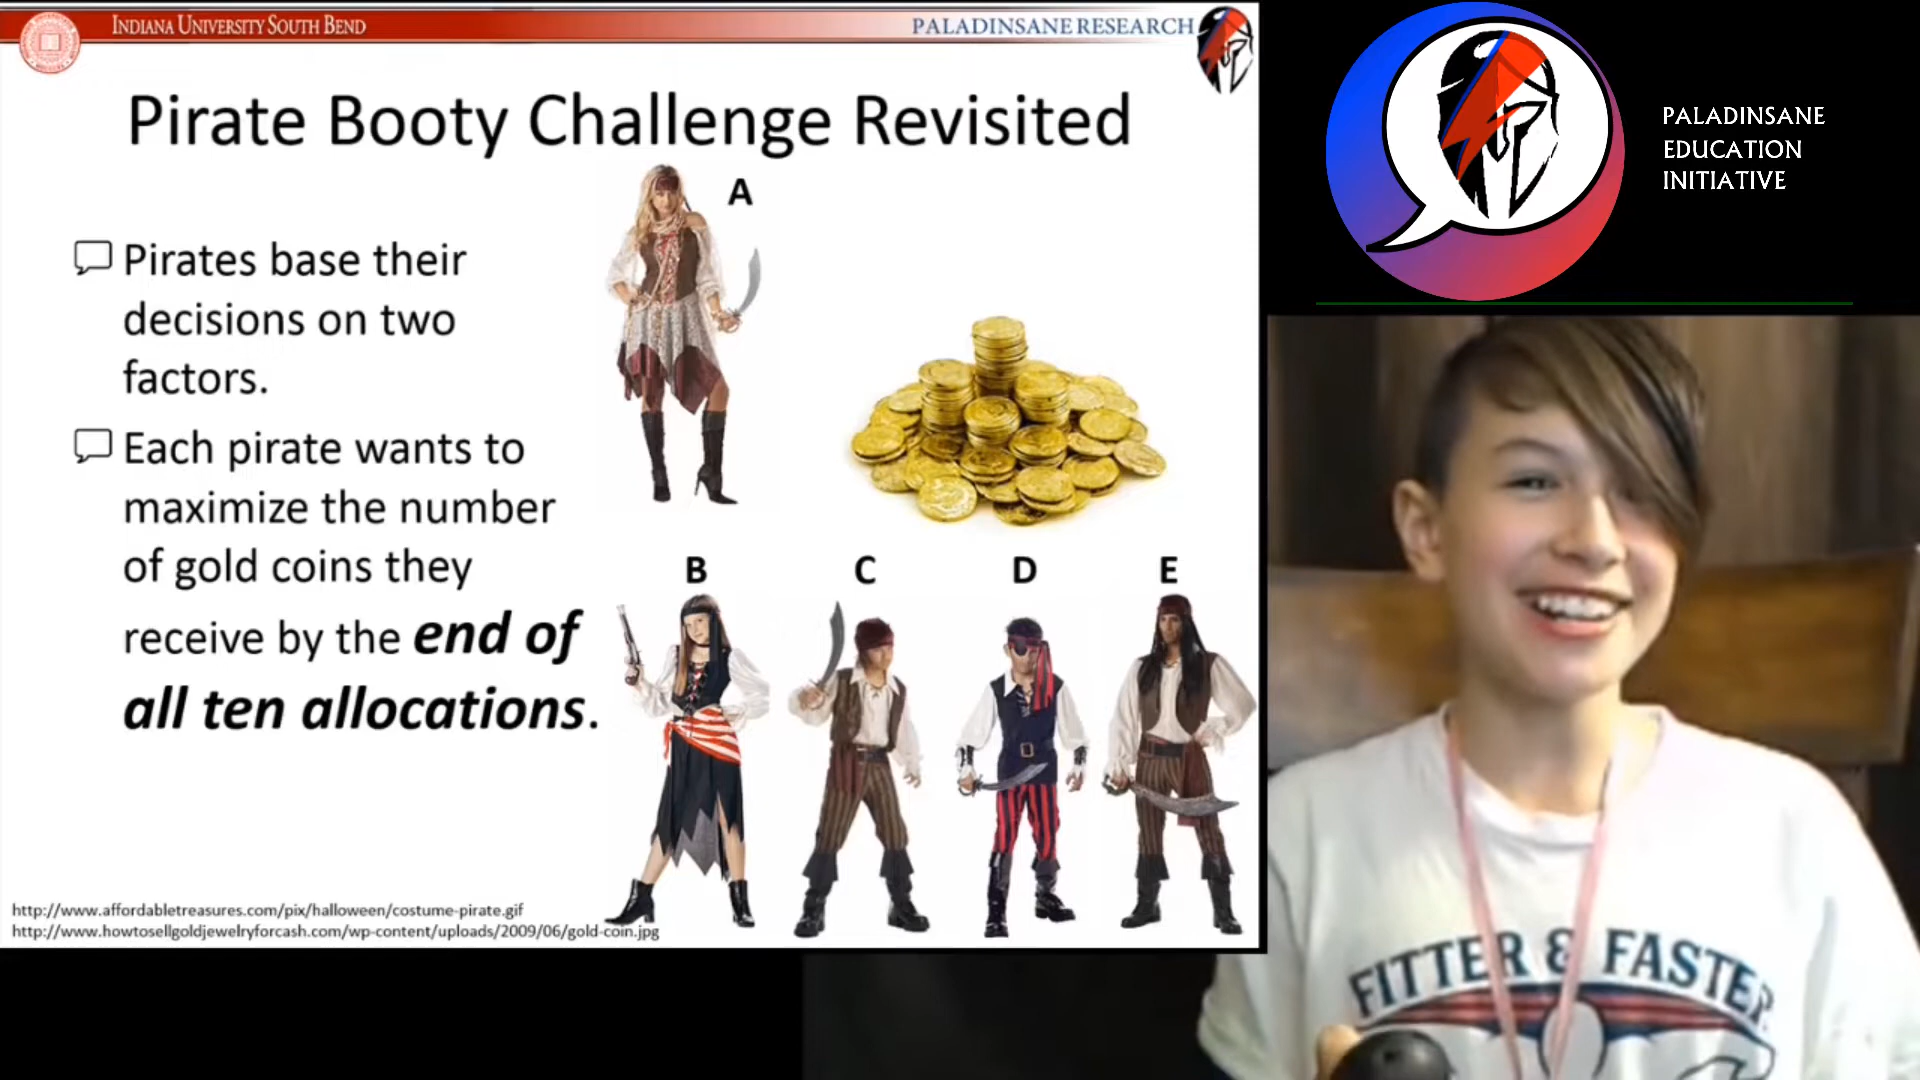 INDIANA UNIVERSITY SOUTH BEND
PALADINSANE RESEARCH
Pirate Booty Challenge Revisited
A
Pirates base their
decisions on two
factors.
Each pirate wants to
maximize the number
of gold coins they
receive by the end of
all ten allocations.
B C D E
http://www.affordabletreasures.com/pix/halloween/costume-pirate.gif
http://www.howtosellgoldjewelryforcash.com/wp-content/uploads/2009/06/gold-coin.jpg
PALADINSANE
EDUCATION
INITIATIVE
FITTER & FASTER